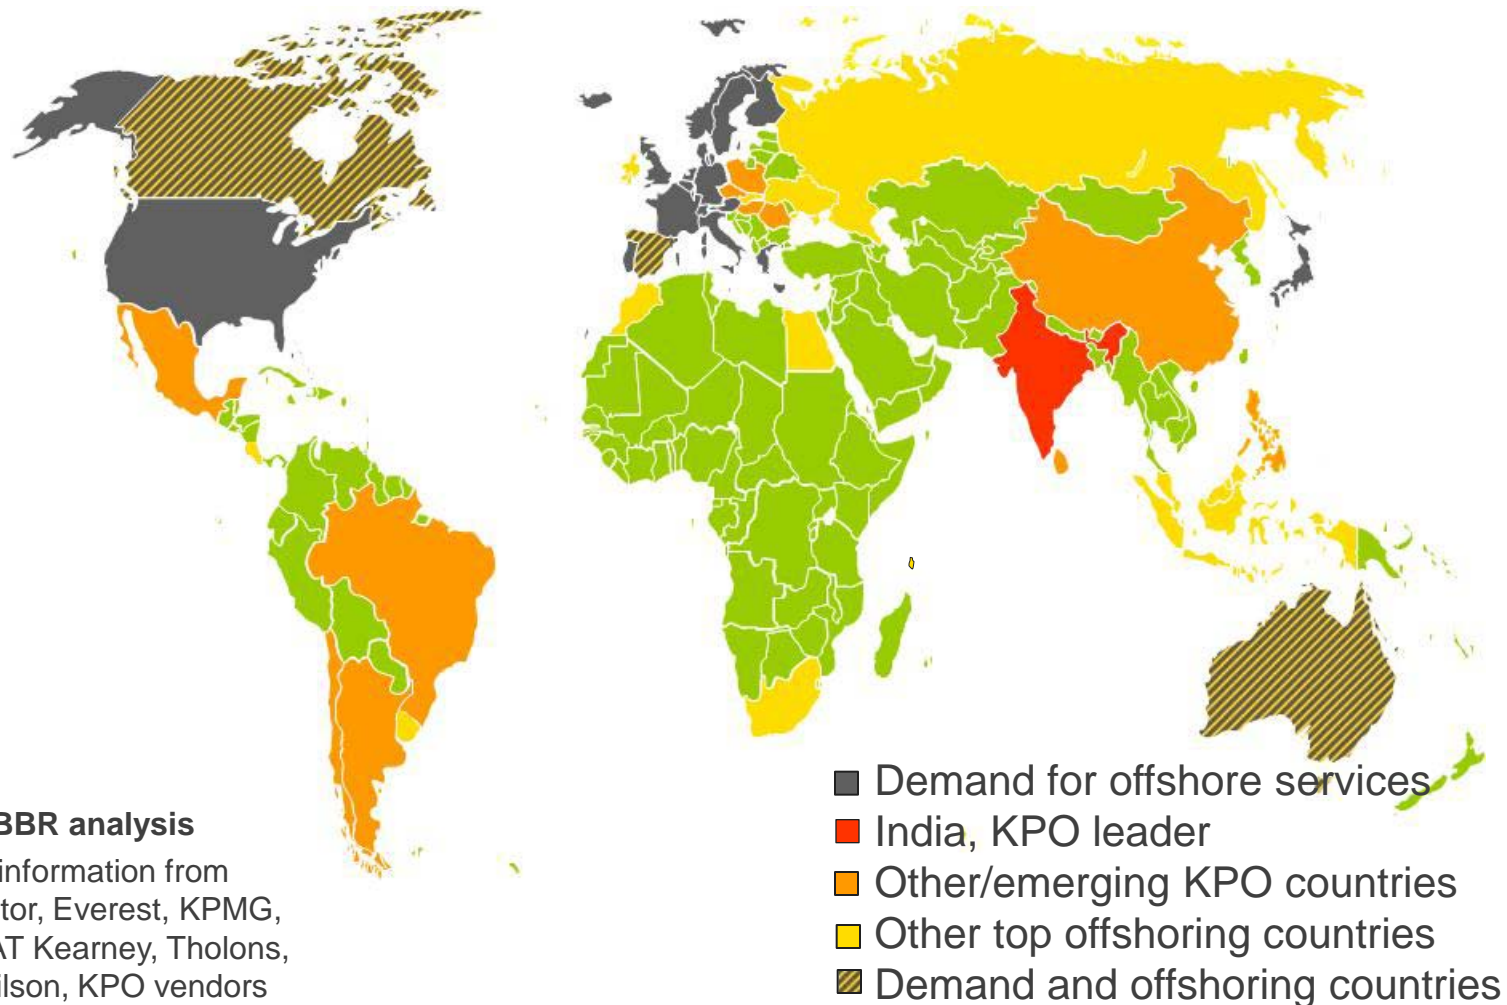 BBR analysis
information from
tor, Everest, KPMG,
AT Kearney, Tholons,
ilson, KPO vendors
Demand for offshore services
India, KPO leader
Other/emerging KPO countries
Other top offshoring countries
Demand and offshoring countries